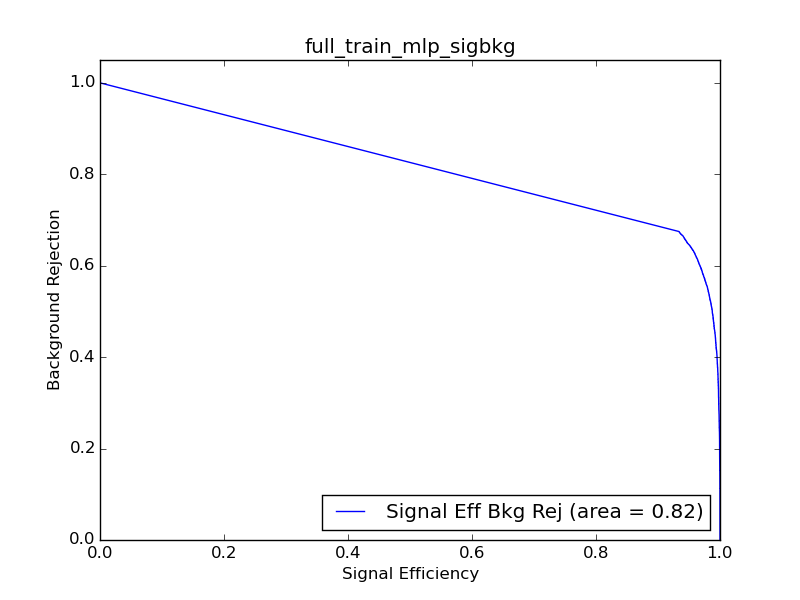 full_train_mlp_sigbkg
1.0
0.8
0.6
0.4
0.2
0.0
Background Rejection
Signal Eff Bkg Rej (area = 0.82)
0.0 0.2 0.4 0.6 0.8 1.0
Signal Efficiency